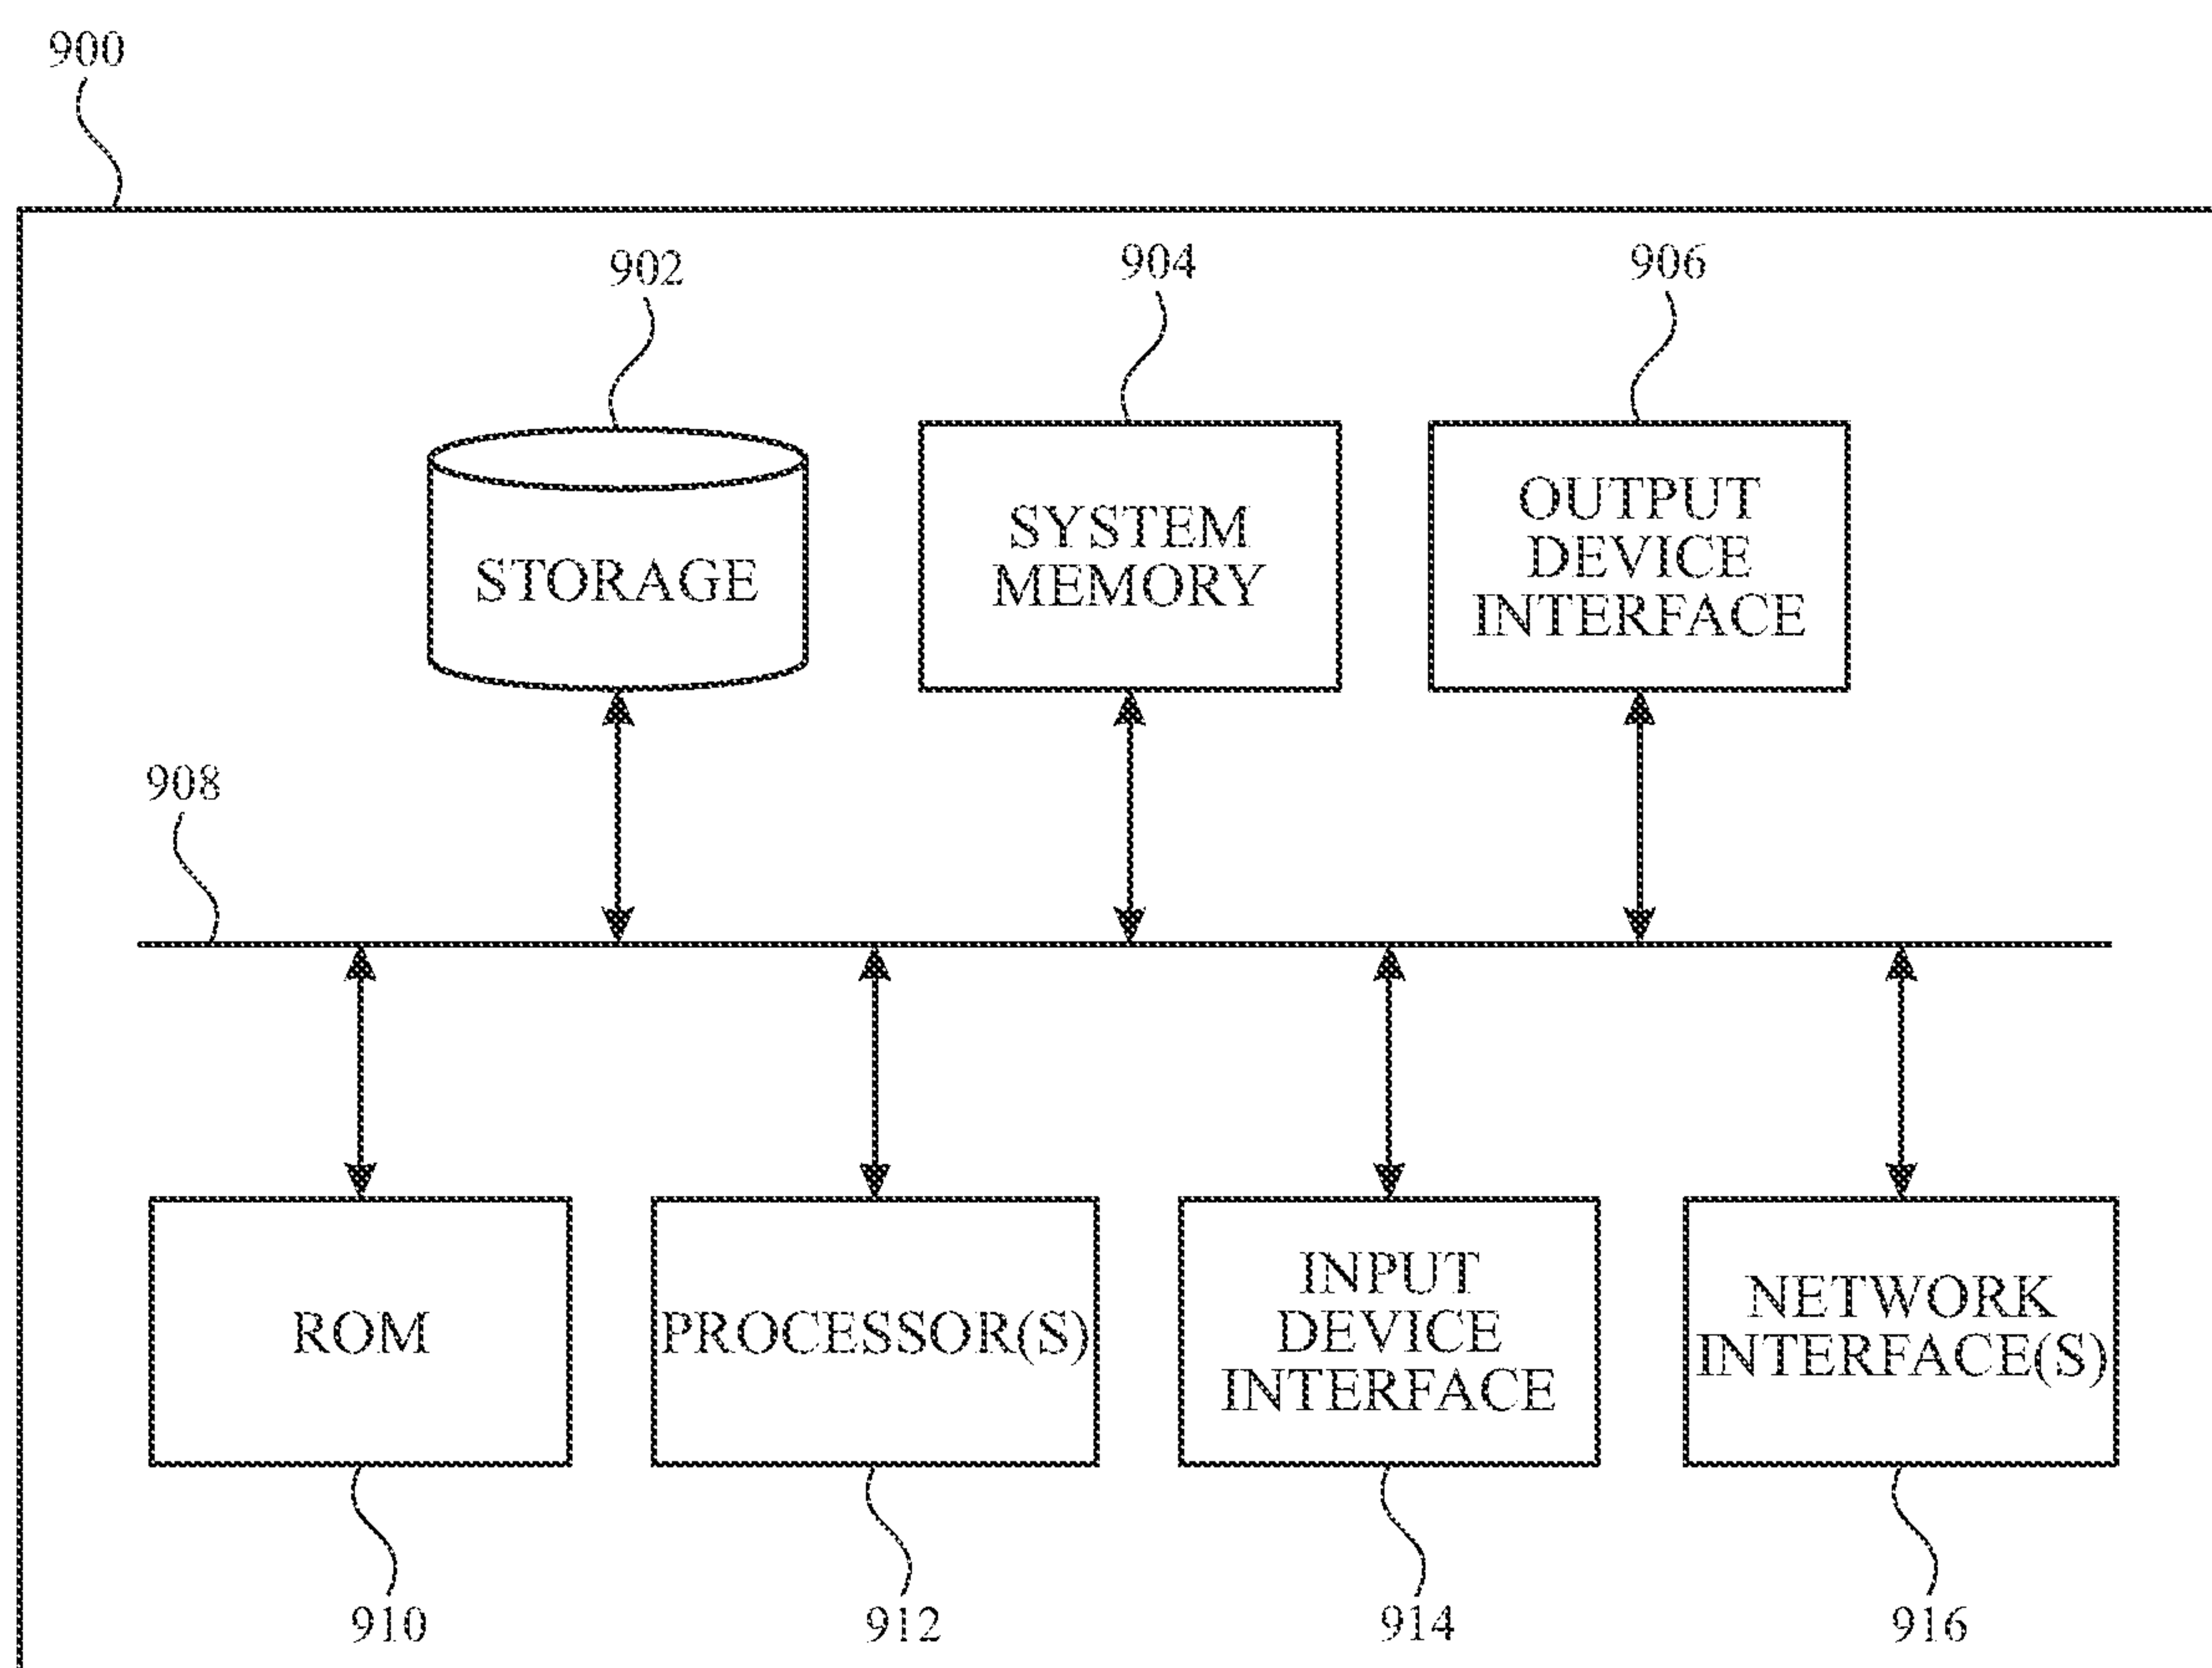 900
902
904
906
STORAGE
SYSTEM
MEMORY
OUTPUT
DEVICE
INTERFACE
908
ROM
PROCESSOR(S)
INPUT
DEVICE
INTERFACE
NETWORK
INTERFACE(S)
910
912
914
916